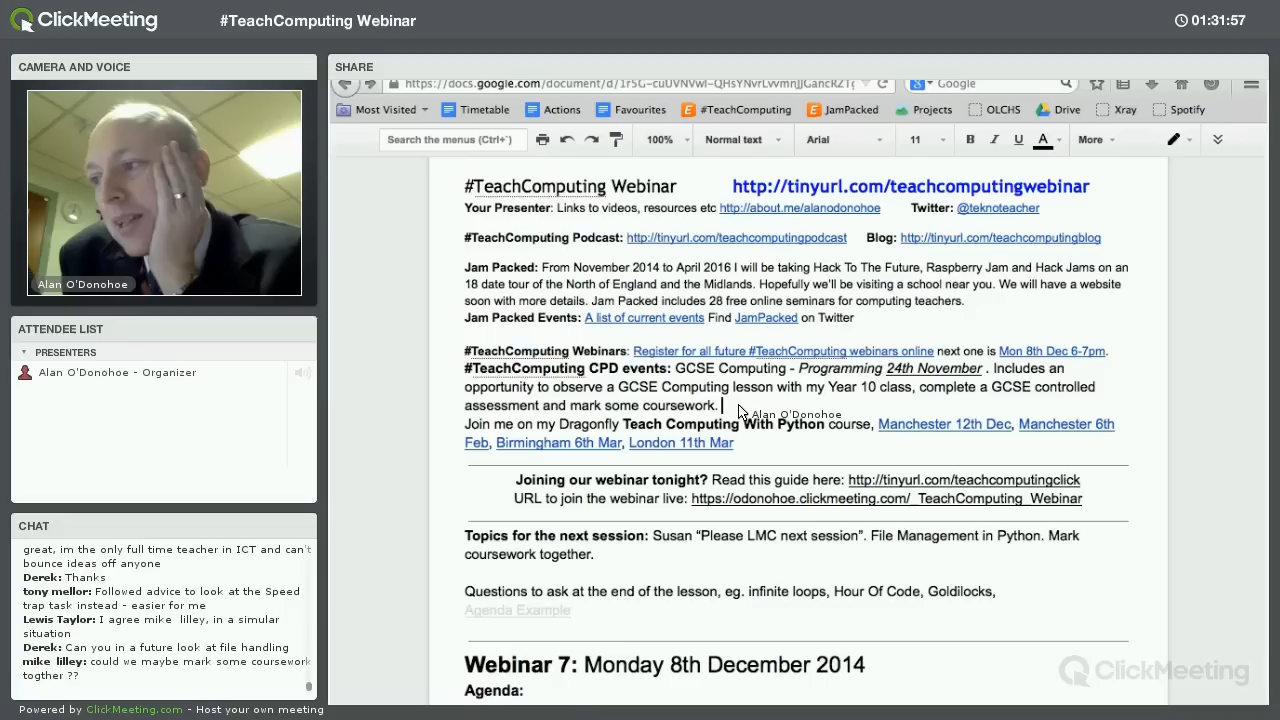 ClickMeeting
#TeachComputing Webinar
01:31:57
CAMERA AND VOICE
Alan O'Donohoe
ATTENDEE LIST
PRESENTERS
Alan O'Donohoe - Organizer
CHAT
great, im the only full time teacher in ICT and can't
bounce ideas off anyone
Derek: Thanks
tony mellor: Followed advice to look at the Speed
trap task instead - easier for me
Lewis Taylor: I agree mike lilley, in a simular
situation
Derek: Can you in a future look at file handling
mike lilley: could we maybe mark some coursework
togther ??
Powered by ClickMeeting.com - Host your own meeting
SHARE
Google
Most Visited Timetable Actions Favourites #TeachComputing JamPacked Projects OLCHS Drive Xray Spotify
Search the menus (Ctrl+') 100% Normal text Arial 11 B I U A More
#TeachComputing Webinar http://tinyurl.com/teachcomputingwebinar
Your Presenter: Links to videos, resources etc http://about.me/alanodonohoe Twitter: @teknoteacher
#TeachComputing Podcast: http://tinyurl.com/teachcomputingpodcast Blog: http://tinyurl.com/teachcomputingblog
Jam Packed: From November 2014 to April 2016 I will be taking Hack To The Future, Raspberry Jam and Hack Jams on an
18 date tour of the North of England and the Midlands. Hopefully we'll be visiting a school near you. We will have a website
soon with more details. Jam Packed includes 28 free online seminars for computing teachers.
Jam Packed Events: A list of current events Find JamPacked on Twitter
#TeachComputing Webinars: Register for all future #TeachComputing webinars online next one is Mon 8th Dec 6-7pm.
#TeachComputing CPD events: GCSE Computing - Programming 24th November . Includes an
opportunity to observe a GCSE Computing lesson with my Year 10 class, complete a GCSE controlled
assessment and mark some coursework.
Alan O'Donohoe
Join me on my Dragonfly Teach Computing With Python course, Manchester 12th Dec, Manchester 6th
Feb, Birmingham 6th Mar, London 11th Mar
Joining our webinar tonight? Read this guide here: http://tinyurl.com/teachcomputingclick
URL to join the webinar live: https://odonohoe.clickmeeting.com/_TeachComputing_Webinar
Topics for the next session: Susan "Please LMC next session". File Management in Python. Mark
coursework together.
Questions to ask at the end of the lesson, eg. infinite loops, Hour Of Code, Goldilocks,
Agenda Example
Webinar 7: Monday 8th December 2014
Agenda:
ClickMeeting